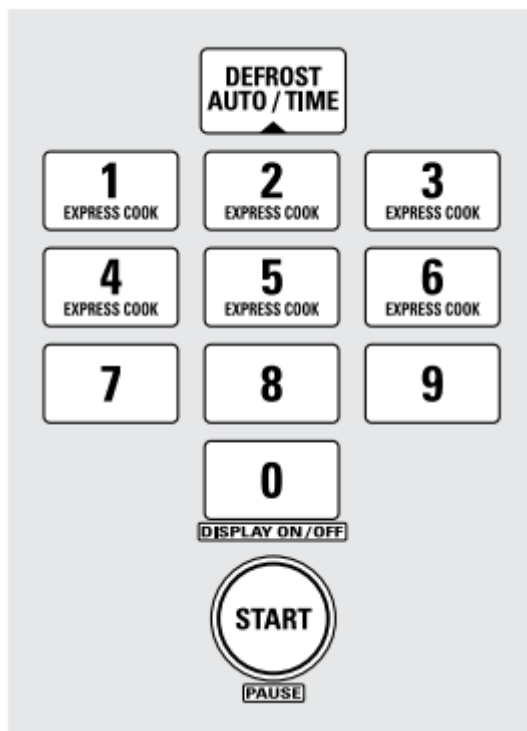 DEFROST
AUTO / TIME
1
EXPRESS COOK
2
EXPRESS COOK
3
EXPRESS COOK
4
EXPRESS COOK
5
EXPRESS COOK
6
EXPRESS COOK
7
8
9
0
DISPLAY ON/OFF
START
PAUSE